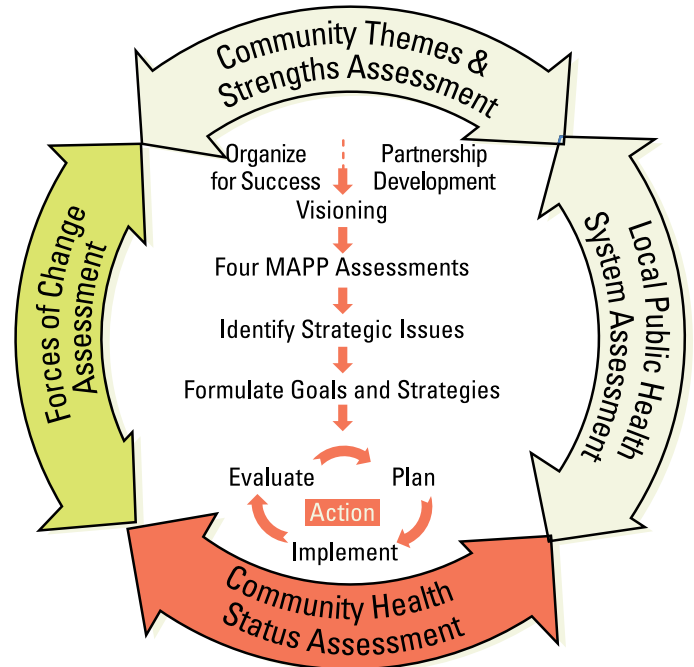 Community Themes &
Strengths Assessment
Organize
for Success
Partnership
Development
Visioning
Four MAPP Assessments
Identify Strategic Issues
Formulate Goals and Strategies
Evaluate
Plan
Action
Implement
Forces of Change
Assessment
Local Public Health
System Assessment
Community Health
Status Assessment